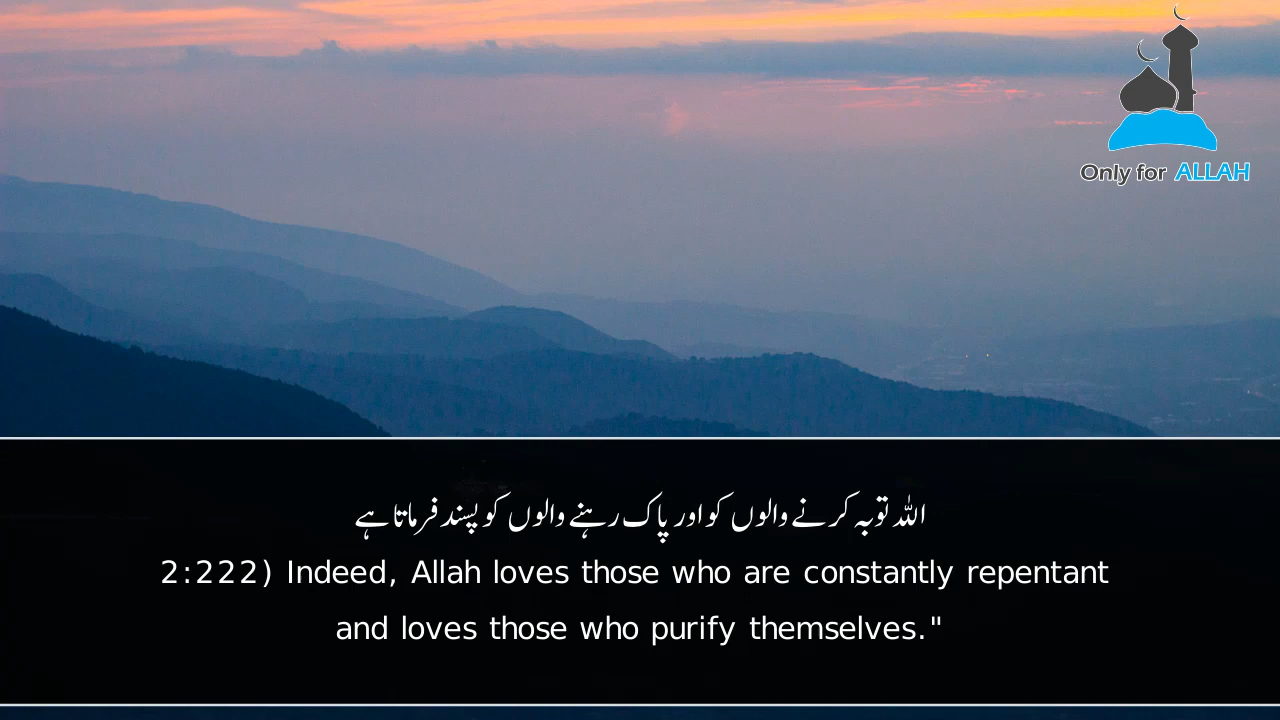 Only for ALLAH
اللہ توبہ کرنے والوں کو اور پاک رہنے والوں کو پسند فرماتا ہے
2:222) Indeed, Allah loves those who are constantly repentant
and loves those who purify themselves."